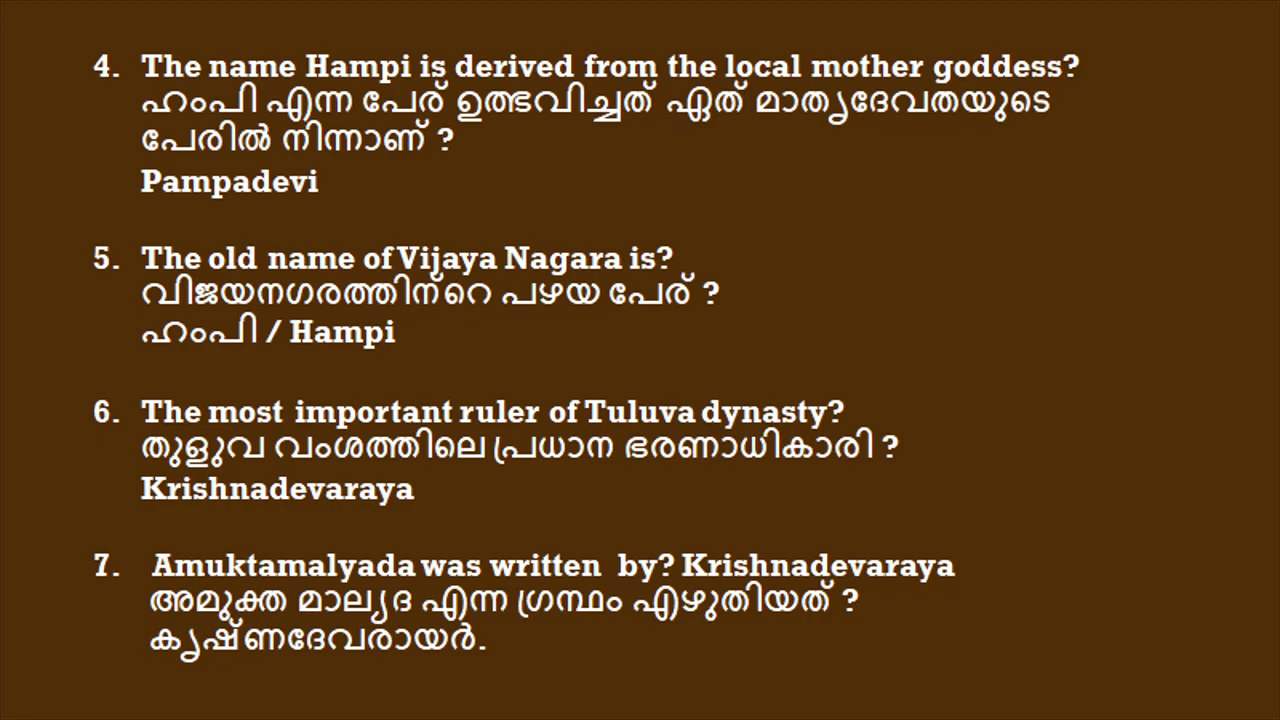 4. The name Hampi is derived from the local mother goddess?
ഹംപി എന്ന പേര് ഉത്ഭവിച്ചത് ഏത് മാതൃദേവതയുടെ
പേരിൽ നിന്നാണ് ?
Pampadevi
5. The old name of Vijaya Nagara is?
വിജയനഗരത്തിന്റെ പഴയ പേര് ?
ഹംപി / Hampi
6. The most important ruler of Tuluva dynasty?
തുളുവ വംശത്തിലെ പ്രധാന ഭരണാധികാരി ?
Krishnadevaraya
7. Amuktamalyada was written by? Krishnadevaraya
അമുക്ത മാല്യദ എന്ന ഗ്രന്ഥം എഴുതിയത് ?
കൃഷ്ണദേവരായർ.